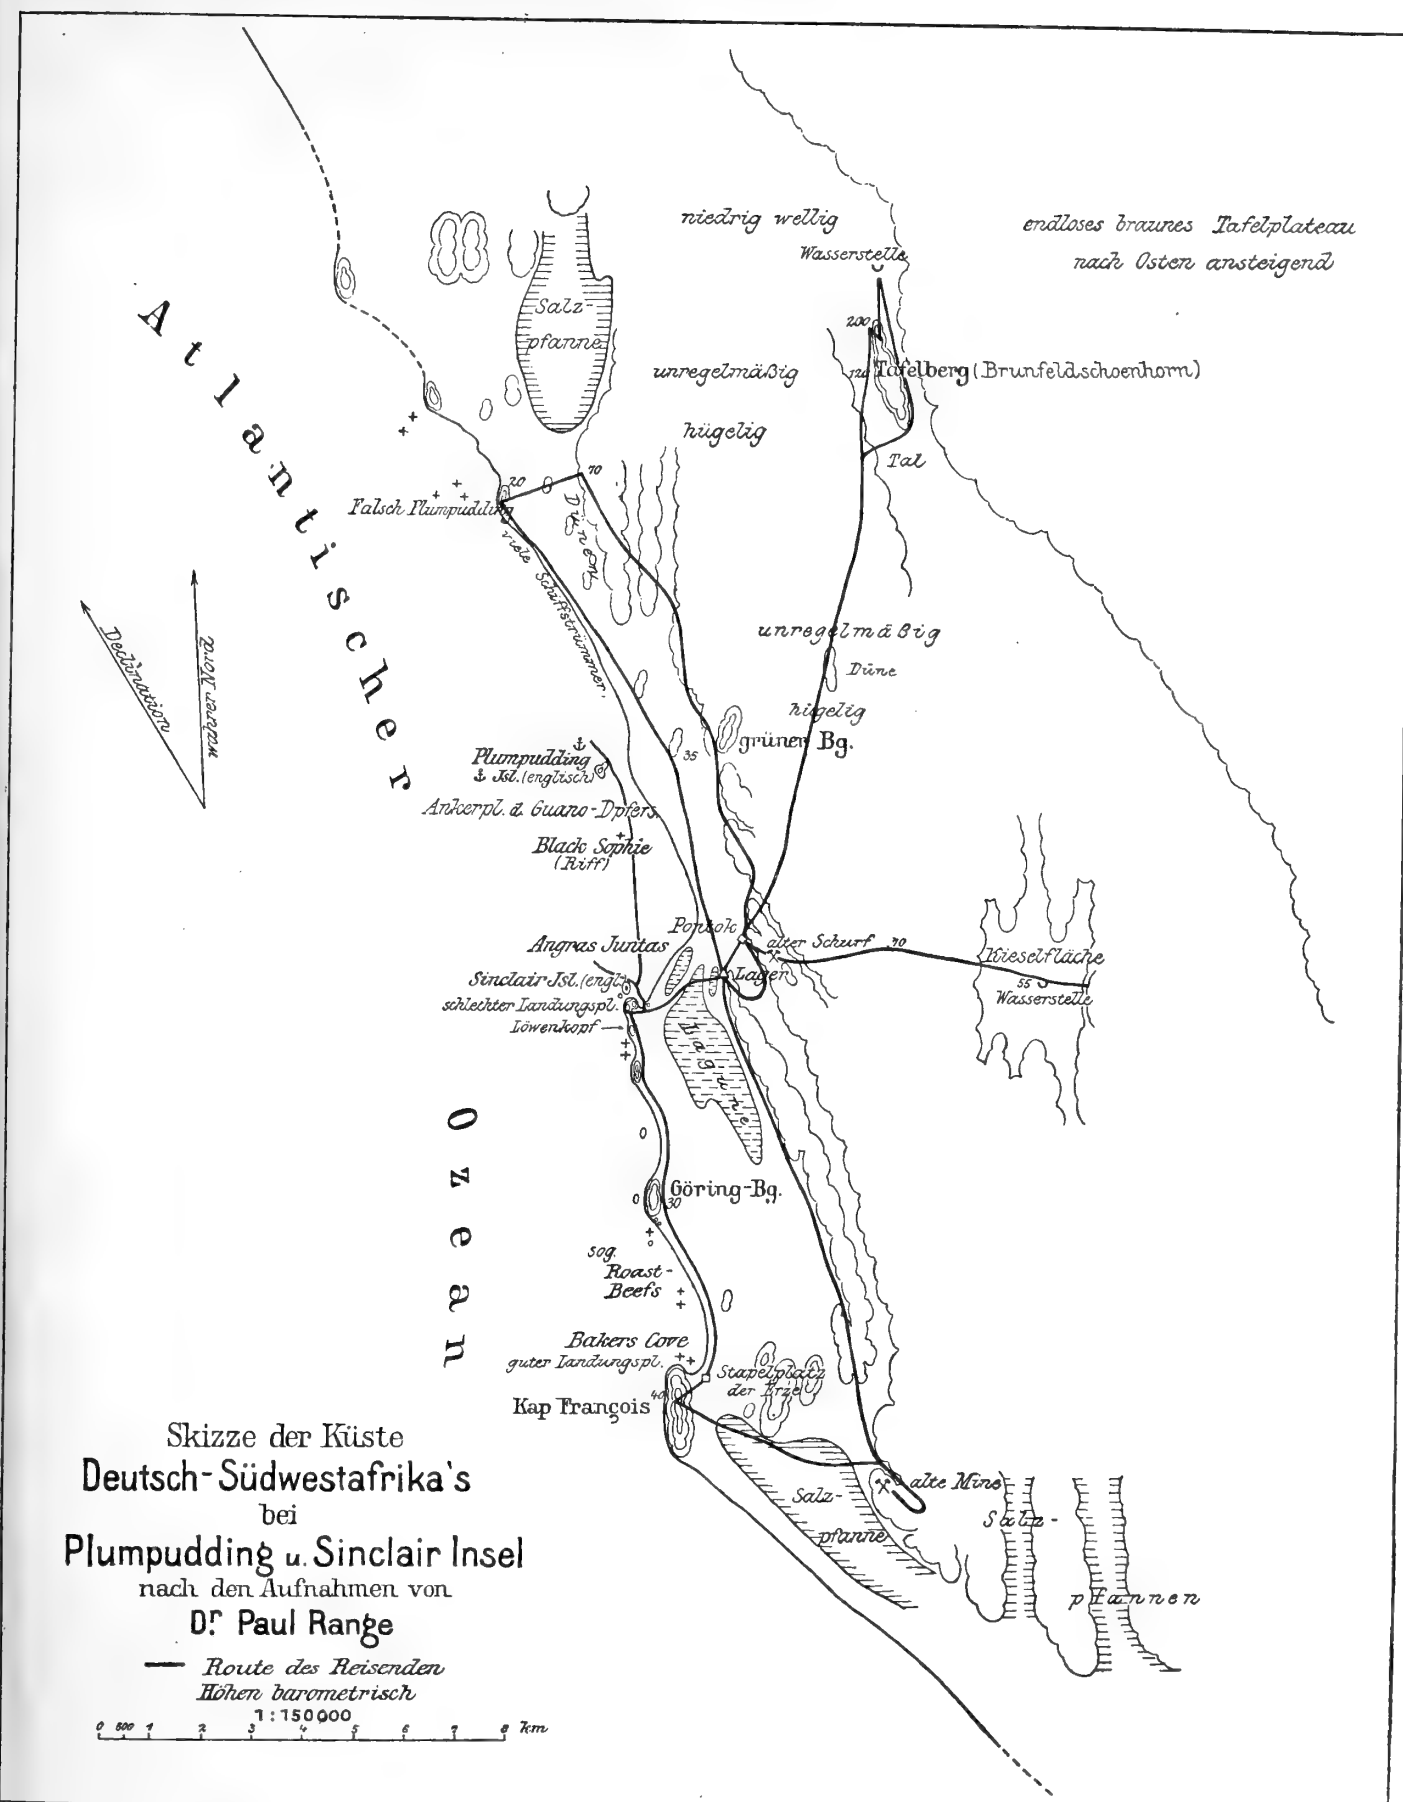 niedrig wellig
Wasserstelle
endloses braunes Tafelplateau
nach Osten ansteigend
Atlantischer
Ozean
Salz-
pfanne
200
120
Tafelberg (Brunfeldschoenhorn)
unregelmäßig
hügelig
Tal
20
70
Falsch Plumpudding
Dünen
viele Schiffstrümmer.
Declination
wahrer Nord
unregelmäßig
Düne
hügelig
grüner Bg.
35
Plumpudding
Jsl. (englisch)
Ankerpl. d. Guano-Dpfers.
Black Sophie
(Riff)
Pontok
Angras Juntas
alter Schurf
70
Kieselfläche
55
Wasserstelle
Lager
Sinclair Jsl. (engl.)
schlechter Landungspl.
Löwenkopf
Lagune
Göring-Bg.
30
sog.
Roast-
Beefs
Bakers Cove
guter Landungspl.
Stapelplatz
der Erze
40
Kap François
alte Mine
Salz-
pfanne
Salz-
pfannen
Skizze der Küste
Deutsch-Südwestafrika's
bei
Plumpudding u. Sinclair Insel
nach den Aufnahmen von
Dr. Paul Range
Route des Reisenden
Höhen barometrisch
1:150000
0 500 1 2 3 4 5 6 7 8 km